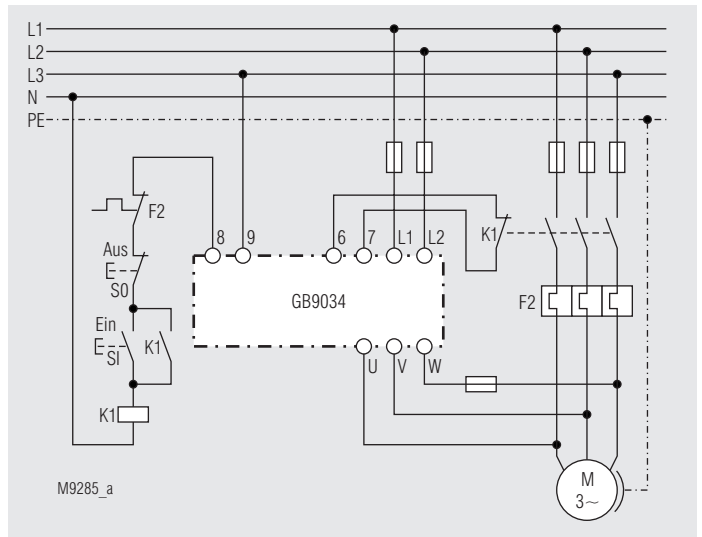 L1
L2
L3
N
PE
F2
8
9
6
7
L1
L2
K1
Aus
S0
GB9034
F2
Ein
SI
K1
U
V
W
K1
M9285_a
M
3~